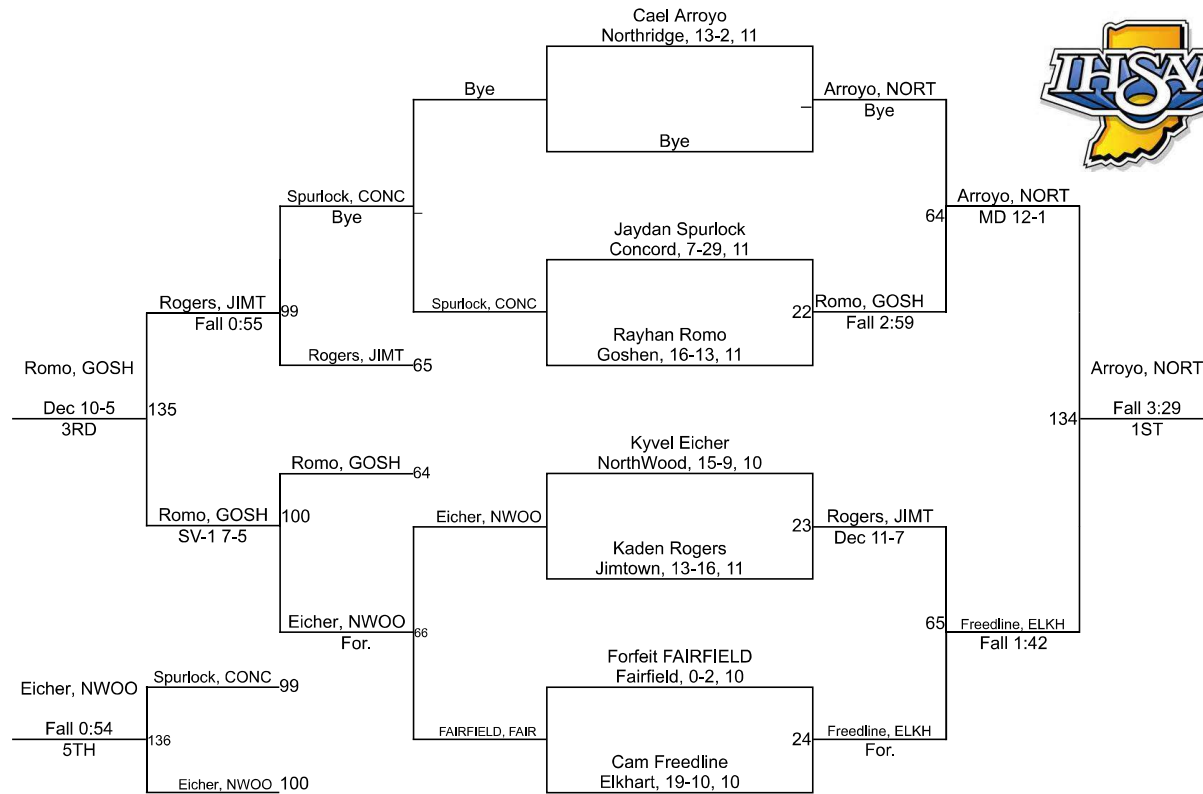 Cael Arroyo
Northridge, 13-2, 11
IHSAA
Bye
Arroyo, NORT
Bye
Bye
Spurlock, CONC
Bye
Arroyo, NORT
64
MD 12-1
Jaydan Spurlock
Concord, 7-29, 11
Rogers, JIMT
99
Fall 0:55
Spurlock, CONC
22
Romo, GOSH
Fall 2:59
Rayhan Romo
Goshen, 16-13, 11
Rogers, JIMT
65
Romo, GOSH
Arroyo, NORT
Dec 10-5
135
3RD
134
Fall 3:29
1ST
Kyvel Eicher
NorthWood, 15-9, 10
Romo, GOSH
64
Romo, GOSH
100
SV-1 7-5
Eicher, NWOO
23
Rogers, JIMT
Dec 11-7
Kaden Rogers
Jimtown, 13-16, 11
Eicher, NWOO
66
For.
65
Freedline, ELKH
Fall 1:42
Forfeit FAIRFIELD
Fairfield, 0-2, 10
Spurlock, CONC
99
Eicher, NWOO
Fall 0:54
136
5TH
FAIRFIELD, FAIR
24
Freedline, ELKH
For.
Cam Freedline
Elkhart, 19-10, 10
Eicher, NWOO
100